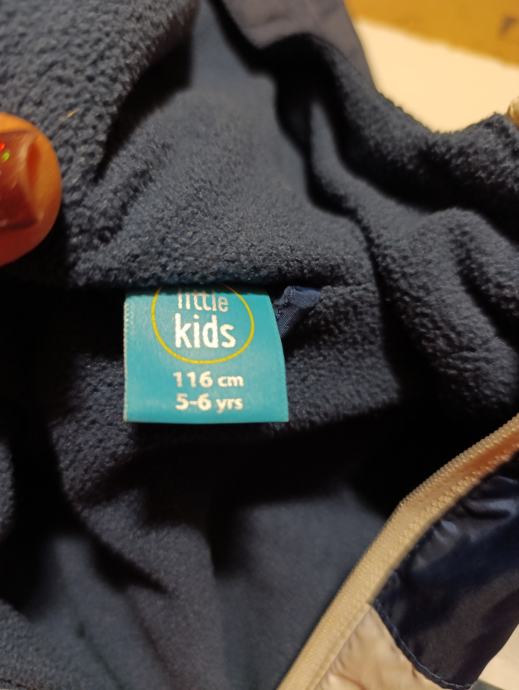 little
kids
116 cm
5-6 yrs